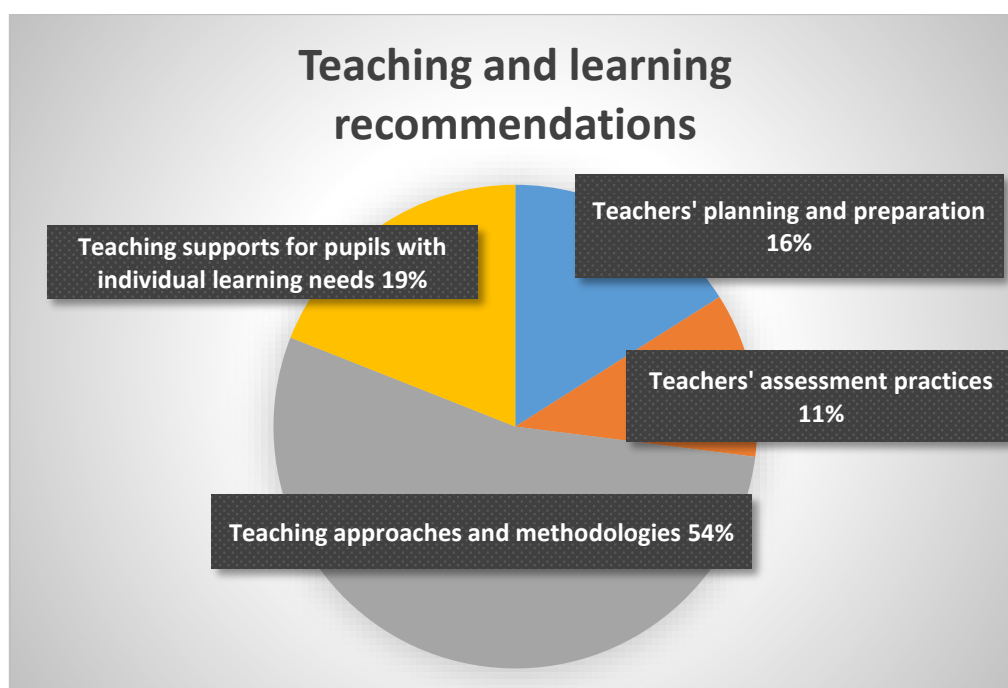 Teaching and learning
recommendations
Teachers' planning and preparation
16%
Teaching supports for pupils with
individual learning needs 19%
Teachers' assessment practices
11%
Teaching approaches and methodologies 54%